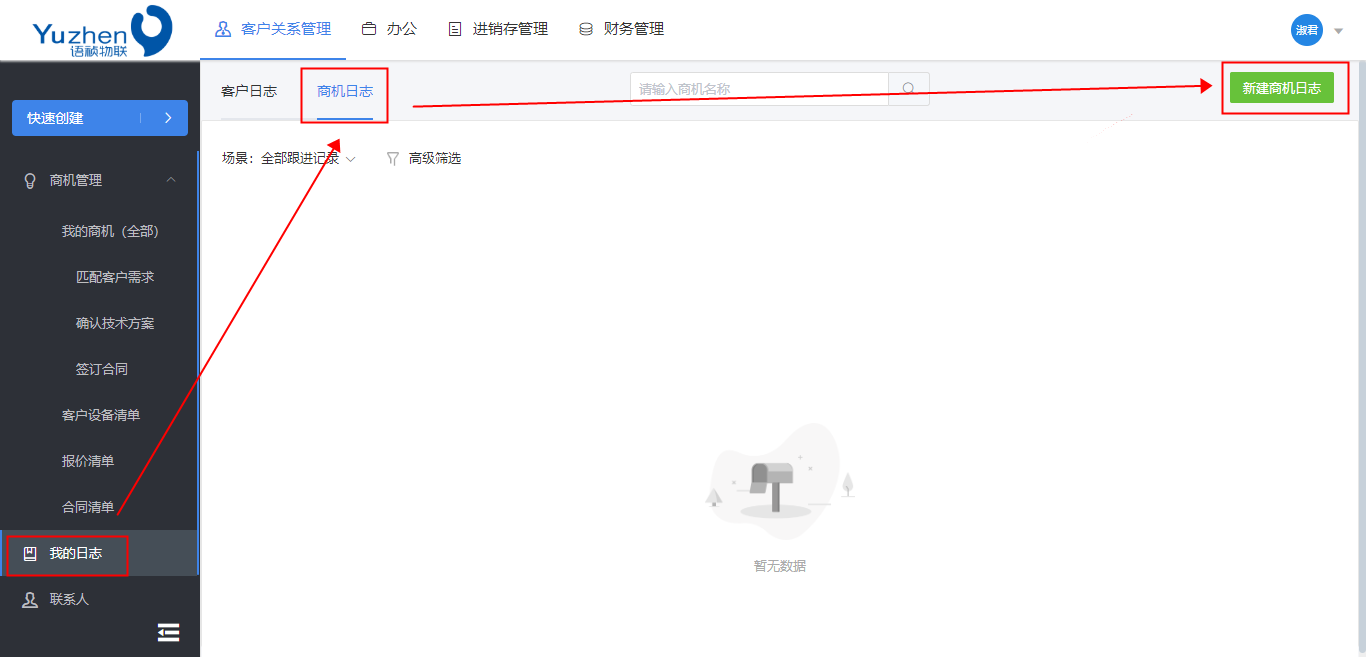 Yuzhen
语祯物联
客户关系管理
办公
进销存管理
财务管理
淑君
快速创建
商机管理
我的商机（全部）
匹配客户需求
确认技术方案
签订合同
客户设备清单
报价清单
合同清单
我的日志
联系人
客户日志
商机日志
请输入商机名称
新建商机日志
场景：全部跟进记录
高级筛选
暂无数据